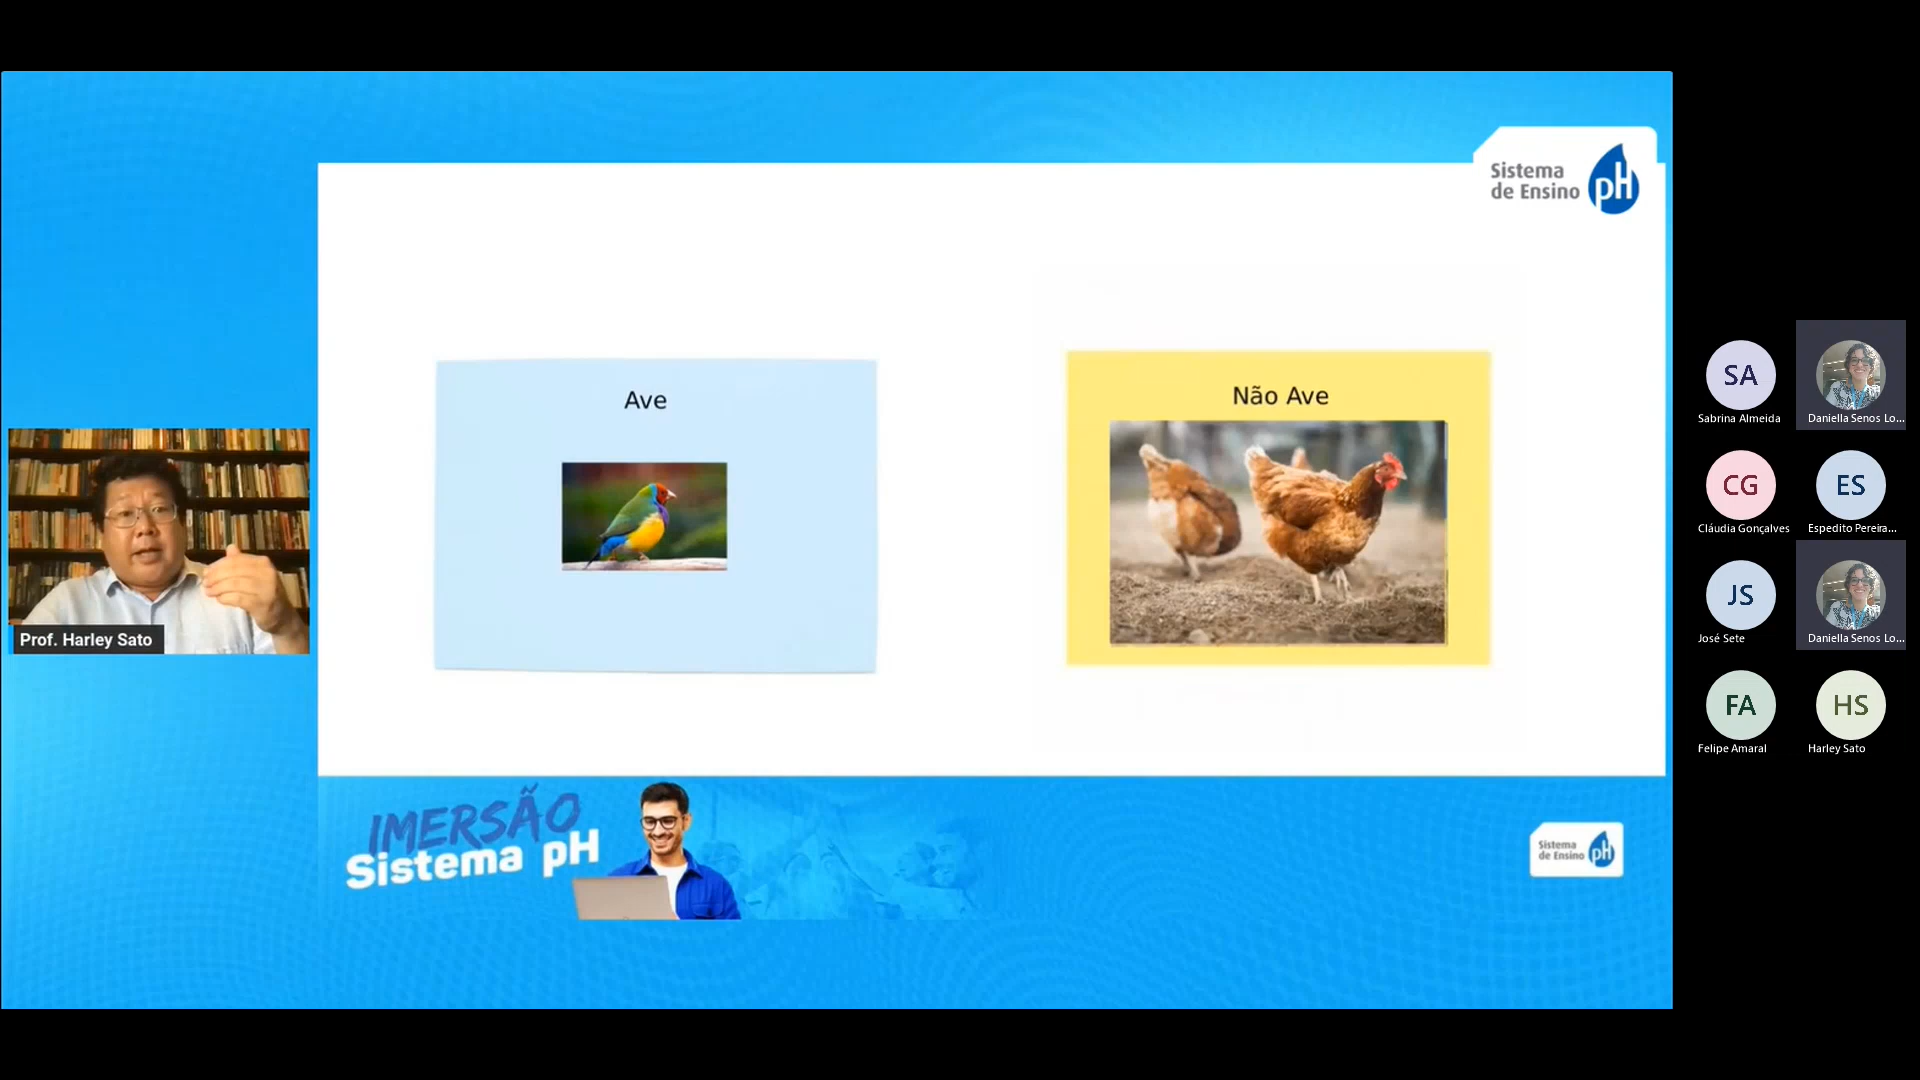 Sistema
de Ensino pH
Ave
Não Ave
Prof. Harley Sato
IMERSÃO
Sistema pH
Sistema
de Ensino pH
SA
Sabrina Almeida
Daniella Senos Lo...
CG
Cláudia Gonçalves
ES
Espedito Pereira...
JS
José Sete
Daniella Senos Lo...
FA
Felipe Amaral
HS
Harley Sato